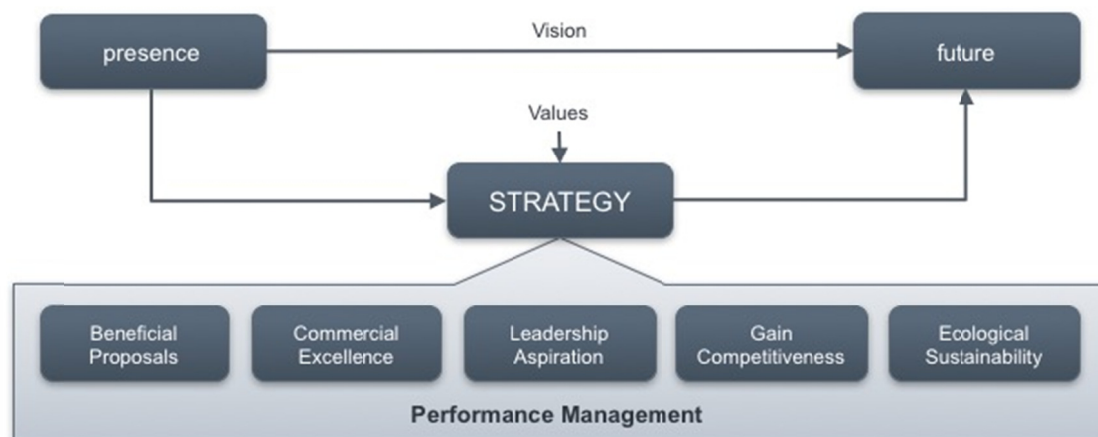 presence
Vision
future
Values
STRATEGY
Beneficial
Proposals
Commercial
Excellence
Leadership
Aspiration
Gain
Competitiveness
Ecological
Sustainability
Performance Management